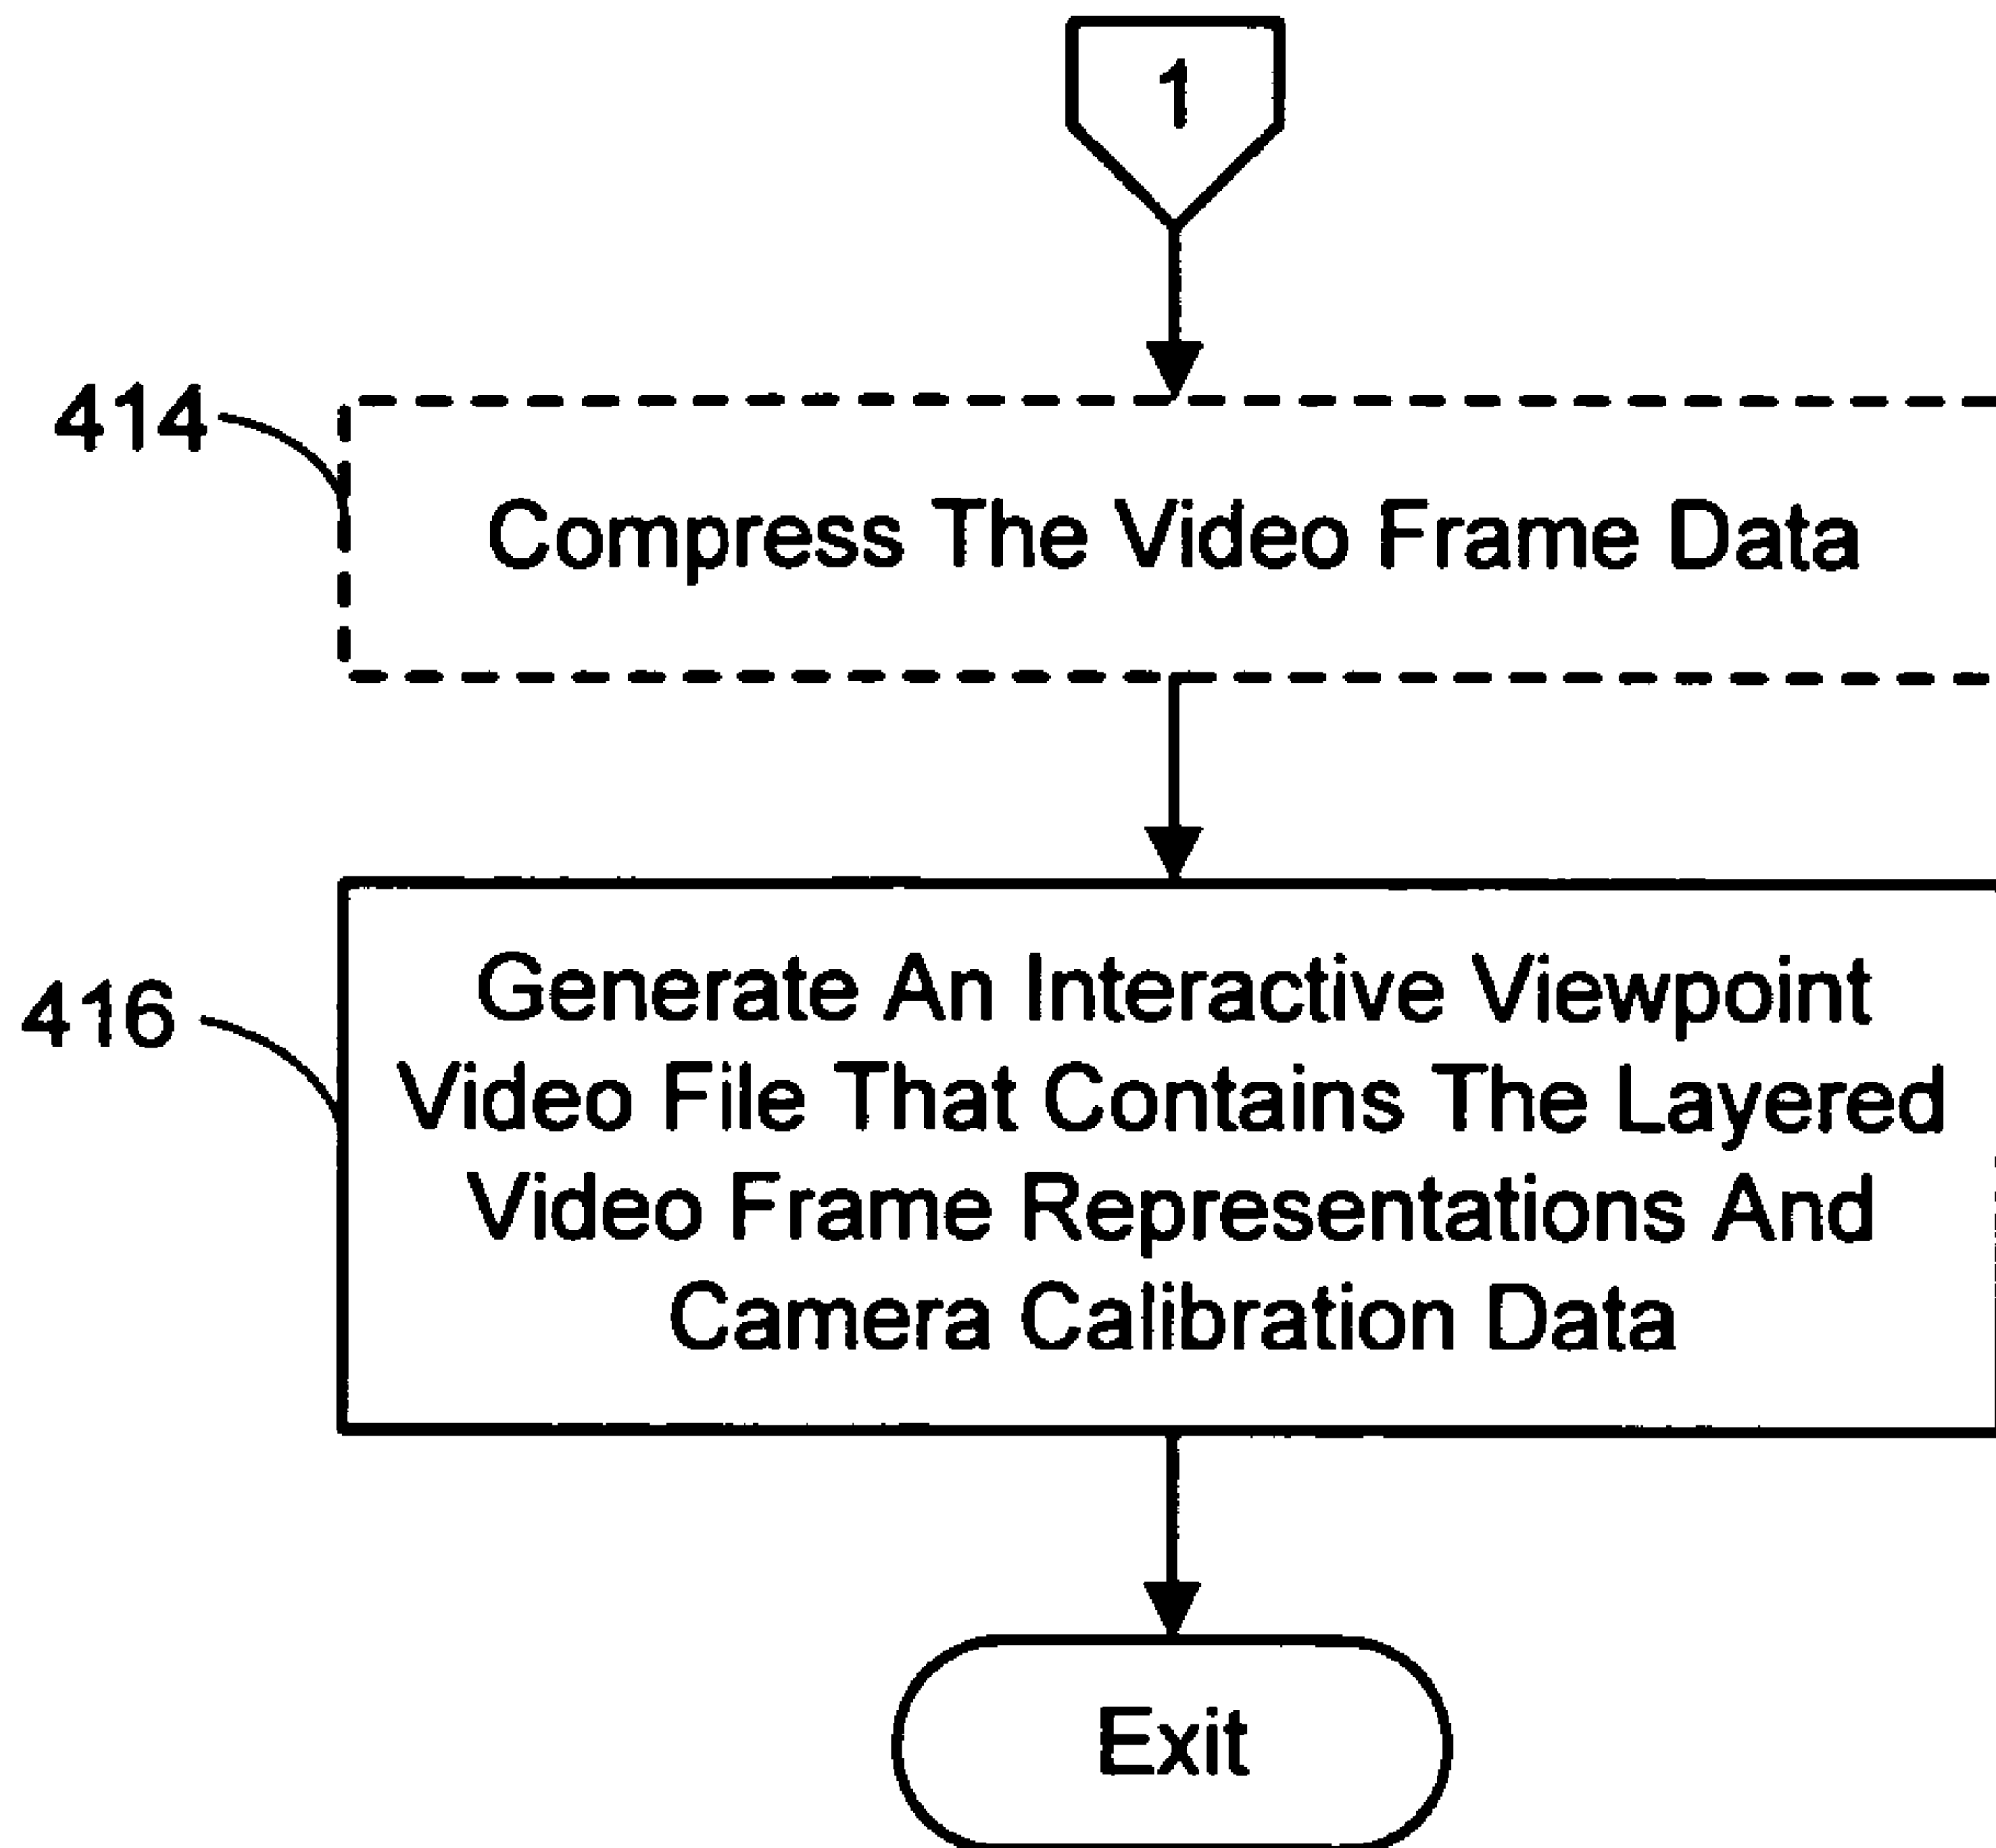 1
414
Compress The Video Frame Data
416
Generate An Interactive Viewpoint
Video File That Contains The Layered
Video Frame Representations And
Camera Calibration Data
Exit